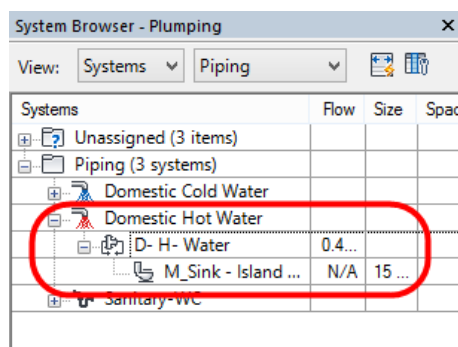 System Browser - Plumping
View: Systems Piping
Systems Flow Size Spac
Unassigned (3 items)
Piping (3 systems)
Domestic Cold Water
Domestic Hot Water
D- H- Water 0.4...
M_Sink - Island ... N/A 15 ...
Sanitary-WC